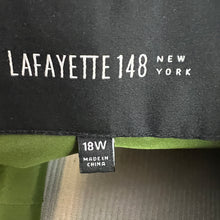 LAFAYETTE 148 NEW YORK
18W
MADE IN
CHINA